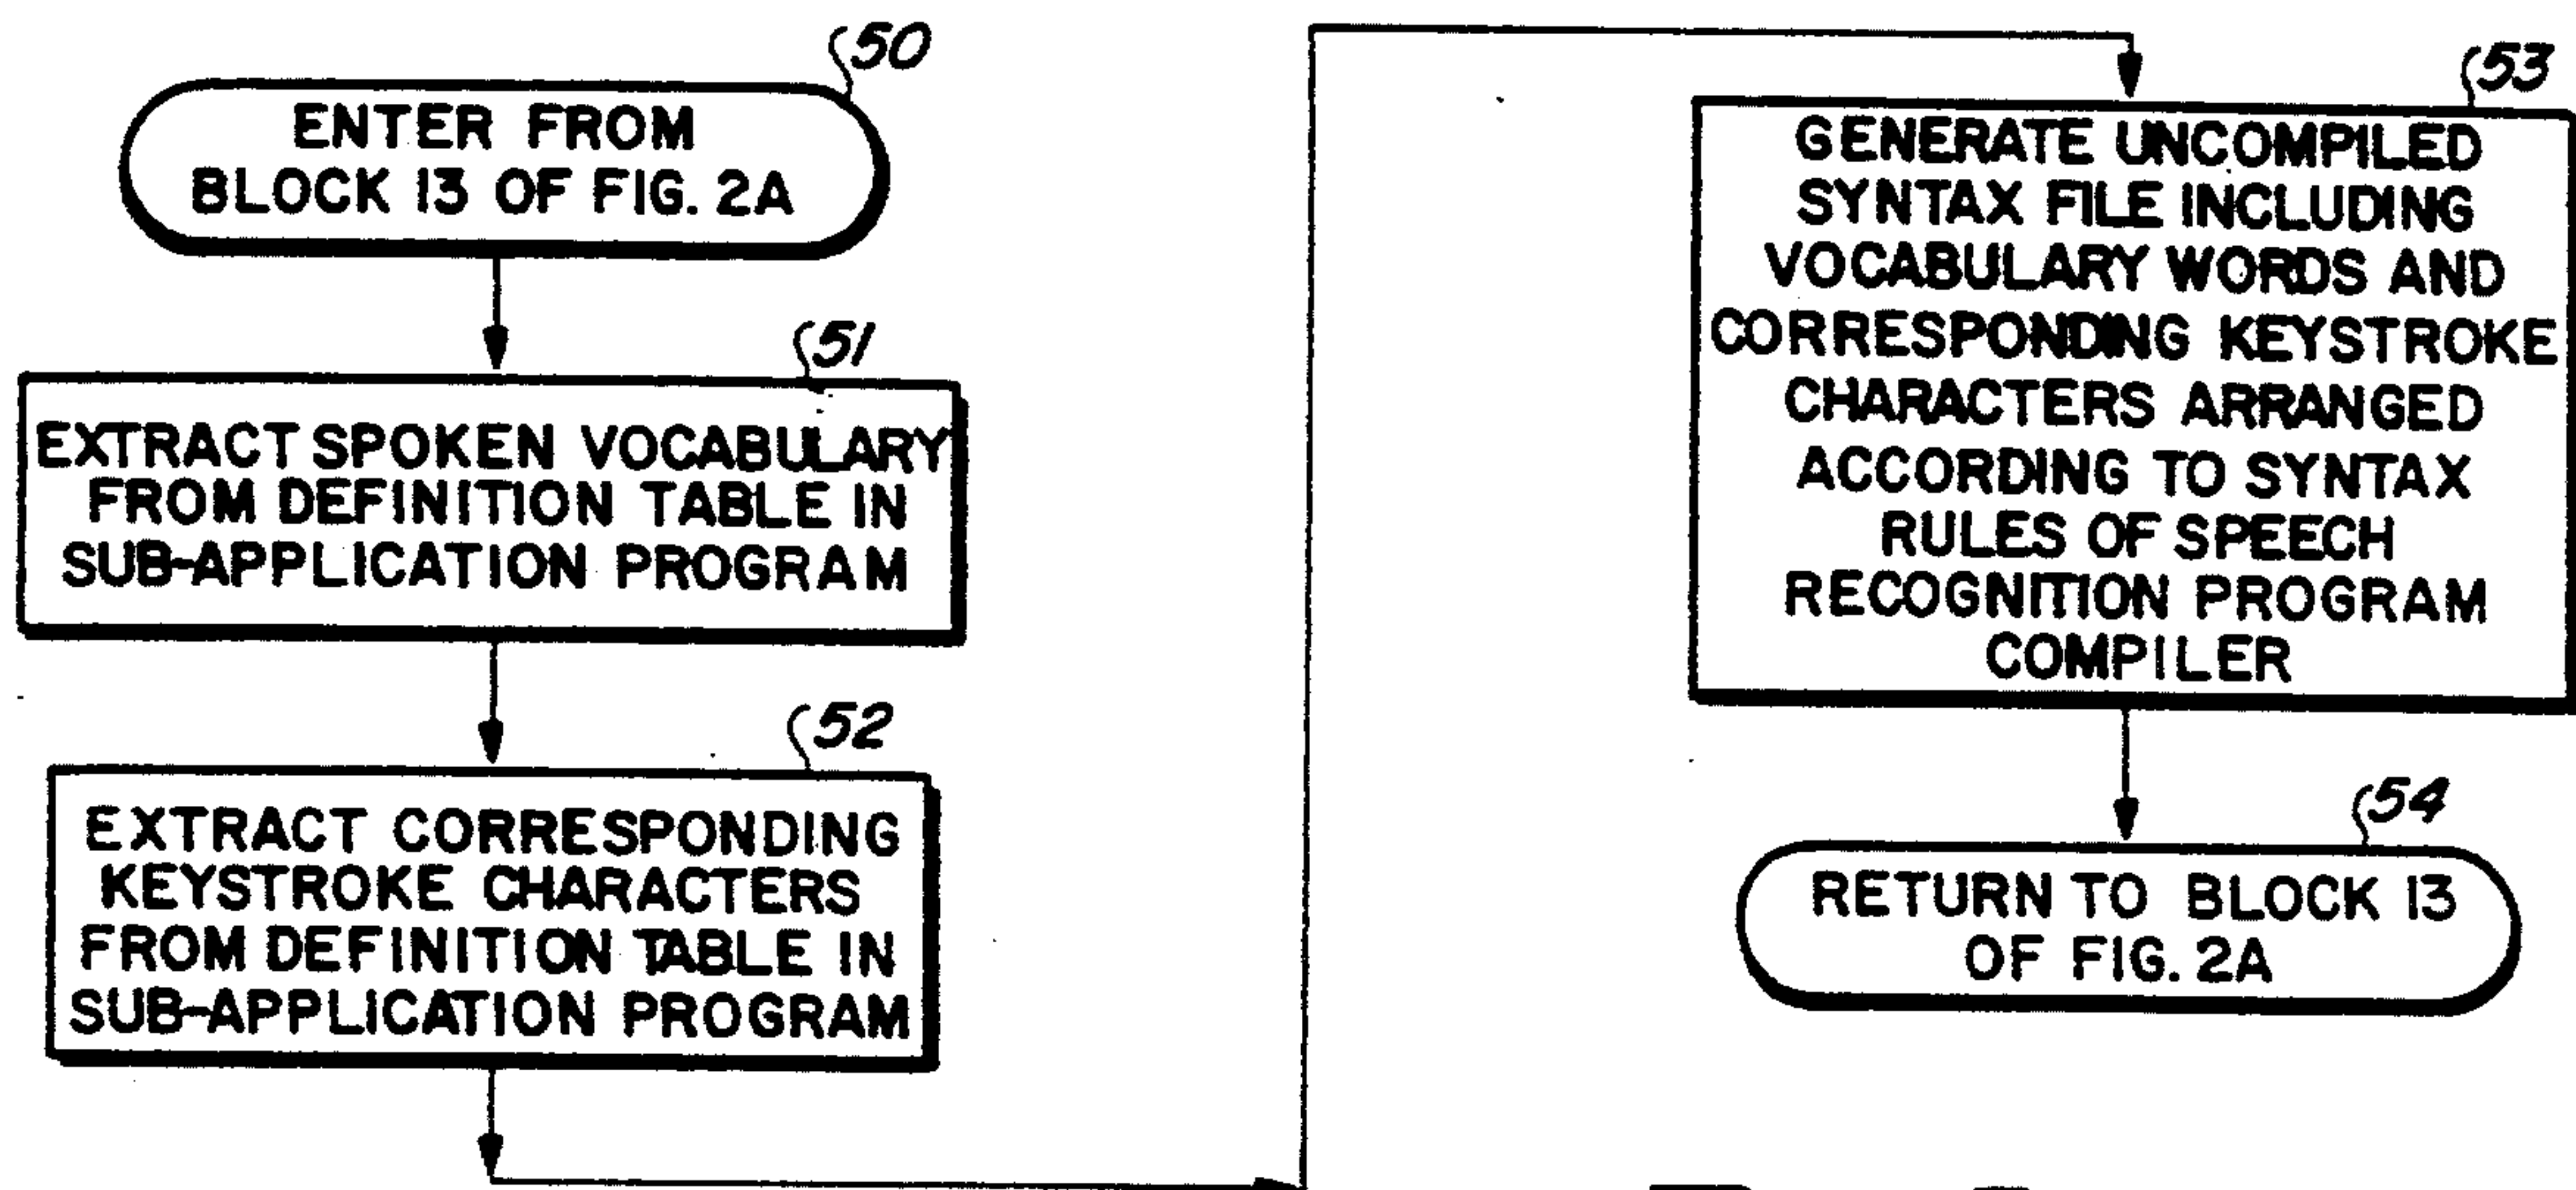 50
ENTER FROM
BLOCK 13 OF FIG. 2A
51
EXTRACT SPOKEN VOCABULARY
FROM DEFINITION TABLE IN
SUB-APPLICATION PROGRAM
52
EXTRACT CORRESPONDING
KEYSTROKE CHARACTERS
FROM DEFINITION TABLE IN
SUB-APPLICATION PROGRAM
53
GENERATE UNCOMPILED
SYNTAX FILE INCLUDING
VOCABULARY WORDS AND
CORRESPONDING KEYSTROKE
CHARACTERS ARRANGED
ACCORDING TO SYNTAX
RULES OF SPEECH
RECOGNITION PROGRAM
COMPILER
54
RETURN TO BLOCK 13
OF FIG. 2A